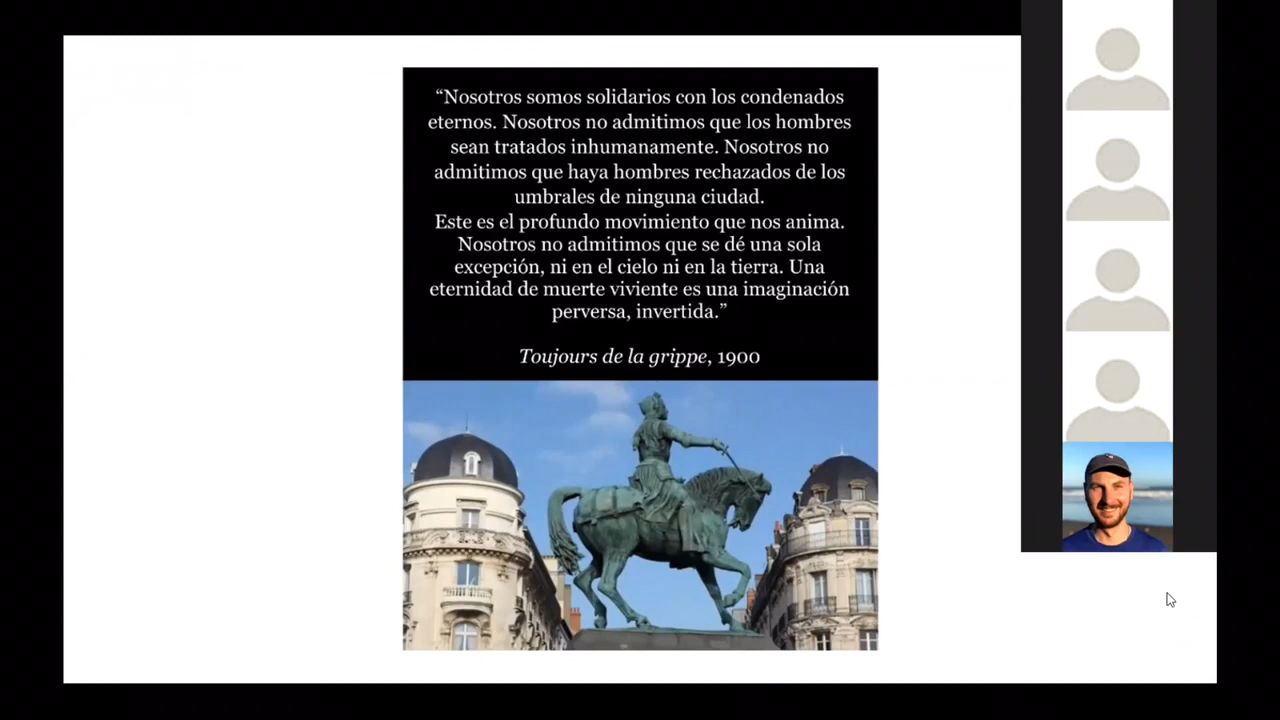 “Nosotros somos solidarios con los condenados
eternos. Nosotros no admitimos que los hombres
sean tratados inhumanamente. Nosotros no
admitimos que haya hombres rechazados de los
umbrales de ninguna ciudad.
Este es el profundo movimiento que nos anima.
Nosotros no admitimos que se dé una sola
excepción, ni en el cielo ni en la tierra. Una
eternidad de muerte viviente es una imaginación
perversa, invertida.”
Toujours de la grippe, 1900